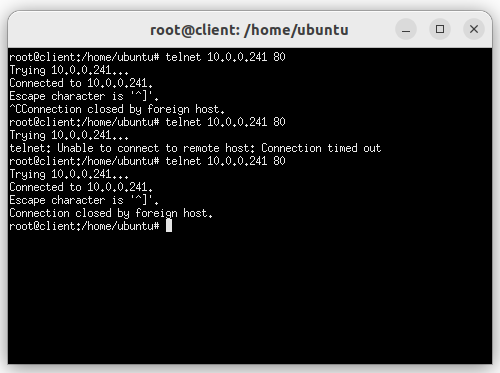 root@client: /home/ubuntu
root@client:/home/ubuntu# telnet 10.0.0.241 80
Trying 10.0.0.241...
Connected to 10.0.0.241.
Escape character is '^]'.
^CConnection closed by foreign host.
root@client:/home/ubuntu# telnet 10.0.0.241 80
Trying 10.0.0.241...
telnet: Unable to connect to remote host: Connection timed out
root@client:/home/ubuntu# telnet 10.0.0.241 80
Trying 10.0.0.241...
Connected to 10.0.0.241.
Escape character is '^]'.
Connection closed by foreign host.
root@client:/home/ubuntu#